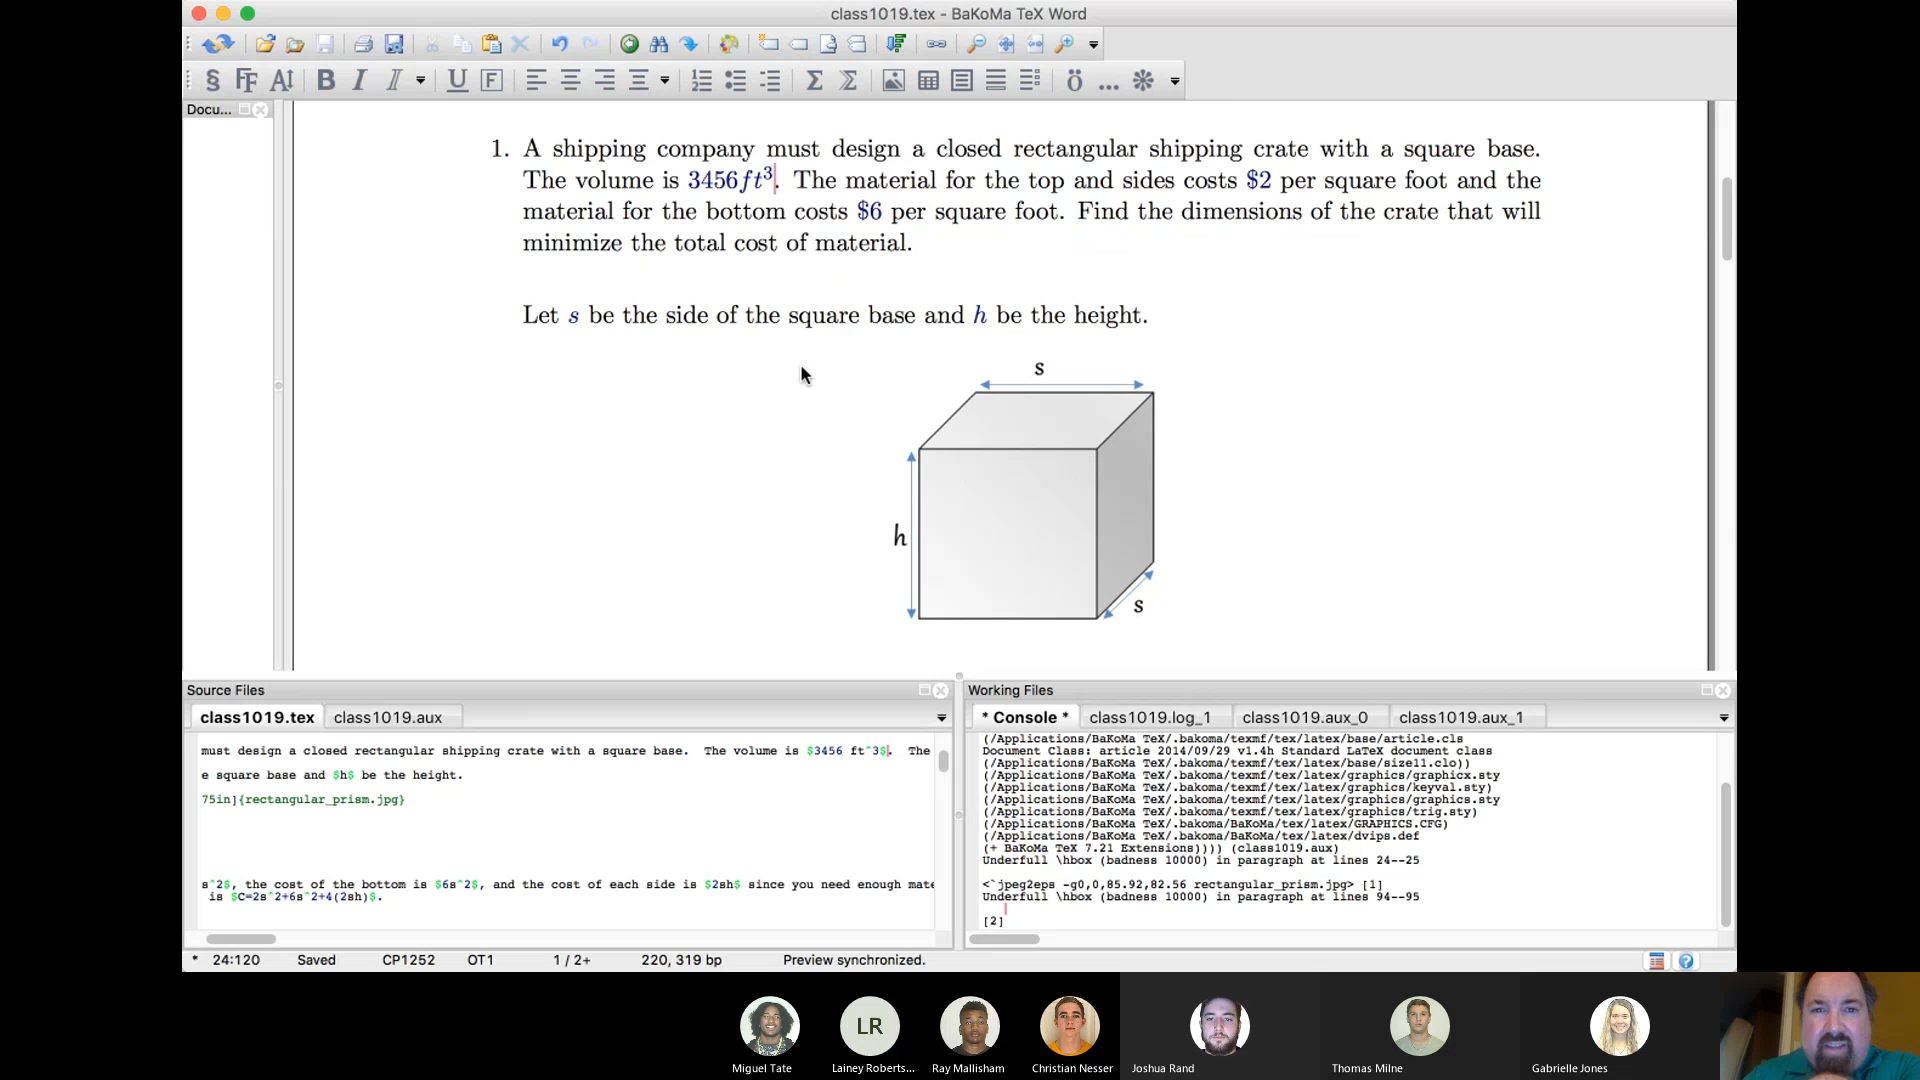 class1019.tex - BaKoMa TeX Word
Docu...
1. A shipping company must design a closed rectangular shipping crate with a square base.
The volume is 3456ft³. The material for the top and sides costs $2 per square foot and the
material for the bottom costs $6 per square foot. Find the dimensions of the crate that will
minimize the total cost of material.
Let s be the side of the square base and h be the height.
s
h
s
Source Files
class1019.tex class1019.aux
must design a closed rectangular shipping crate with a square base. The volume is $3456 ft^3$. The
e square base and $h$ be the height.
75in]{rectangular_prism.jpg}
s^2$, the cost of the bottom is $6s^2$, and the cost of each side is $2sh$ since you need enough mate
is $C=2s^2+6s^2+4(2sh)$.
Working Files
* Console * class1019.log_1 class1019.aux_0 class1019.aux_1
(/Applications/BaKoMa TeX/.bakoma/texmf/tex/latex/base/article.cls
Document Class: article 2014/09/29 v1.4h Standard LaTeX document class
(/Applications/BaKoMa TeX/.bakoma/texmf/tex/latex/base/size11.clo))
(/Applications/BaKoMa TeX/.bakoma/texmf/tex/latex/graphics/graphicx.sty
(/Applications/BaKoMa TeX/.bakoma/texmf/tex/latex/graphics/keyval.sty)
(/Applications/BaKoMa TeX/.bakoma/texmf/tex/latex/graphics/graphics.sty
(/Applications/BaKoMa TeX/.bakoma/texmf/tex/latex/graphics/trig.sty)
(/Applications/BaKoMa TeX/.bakoma/BaKoMa/tex/latex/GRAPHICS.CFG)
(/Applications/BaKoMa TeX/.bakoma/BaKoMa/tex/latex/dvips.def
(+ BaKoMa TeX 7.21 Extensions)))) (class1019.aux)
Underfull \hbox (badness 10000) in paragraph at lines 24--25
<`jpeg2eps -g0,0,85.92,82.56 rectangular_prism.jpg> [1]
Underfull \hbox (badness 10000) in paragraph at lines 94--95
[2]
* 24:120 Saved CP1252 OT1 1 / 2+ 220, 319 bp Preview synchronized.
LR
Miguel Tate Lainey Roberts... Ray Mallisham Christian Nesser Joshua Rand Thomas Milne Gabrielle Jones